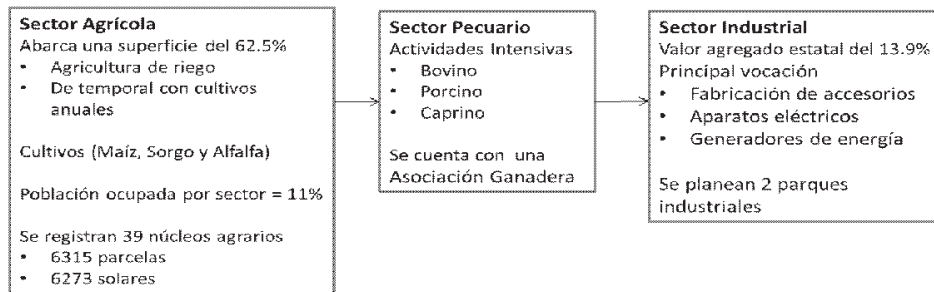 Sector Agrícola
Abarca una superficie del 62.5%
• Agricultura de riego
• De temporal con cultivos
anuales
Cultivos (Maíz, Sorgo y Alfalfa)
Población ocupada por sector = 11%
Se registran 39 núcleos agrarios
• 6315 parcelas
• 6273 solares
Sector Pecuario
Actividades Intensivas
• Bovino
• Porcino
• Caprino
Se cuenta con una
Asociación Ganadera
Sector Industrial
Valor agregado estatal del 13.9%
Principal vocación
• Fabricación de accesorios
• Aparatos eléctricos
• Generadores de energía
Se planean 2 parques
industriales